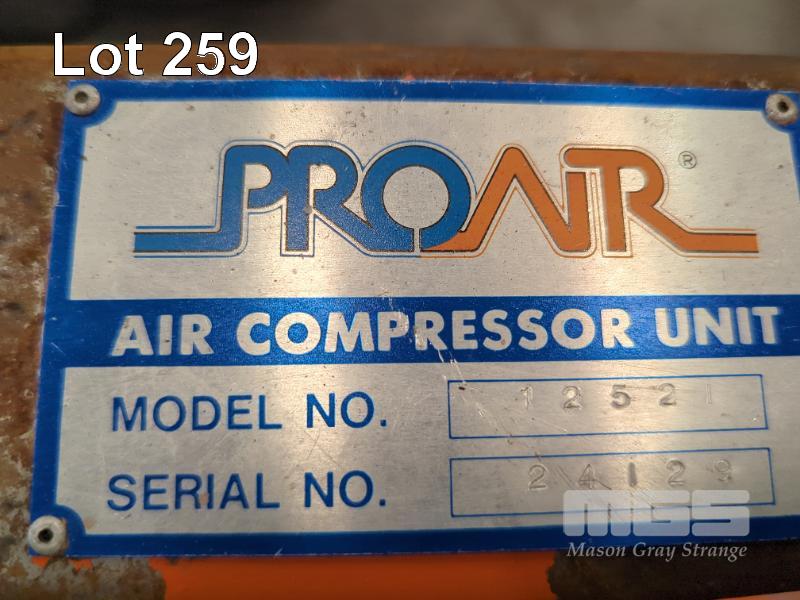 Lot 259
PROAIR ®
AIR COMPRESSOR UNIT
MODEL NO. 12521
SERIAL NO. 24129
MGS
Mason Gray Strange